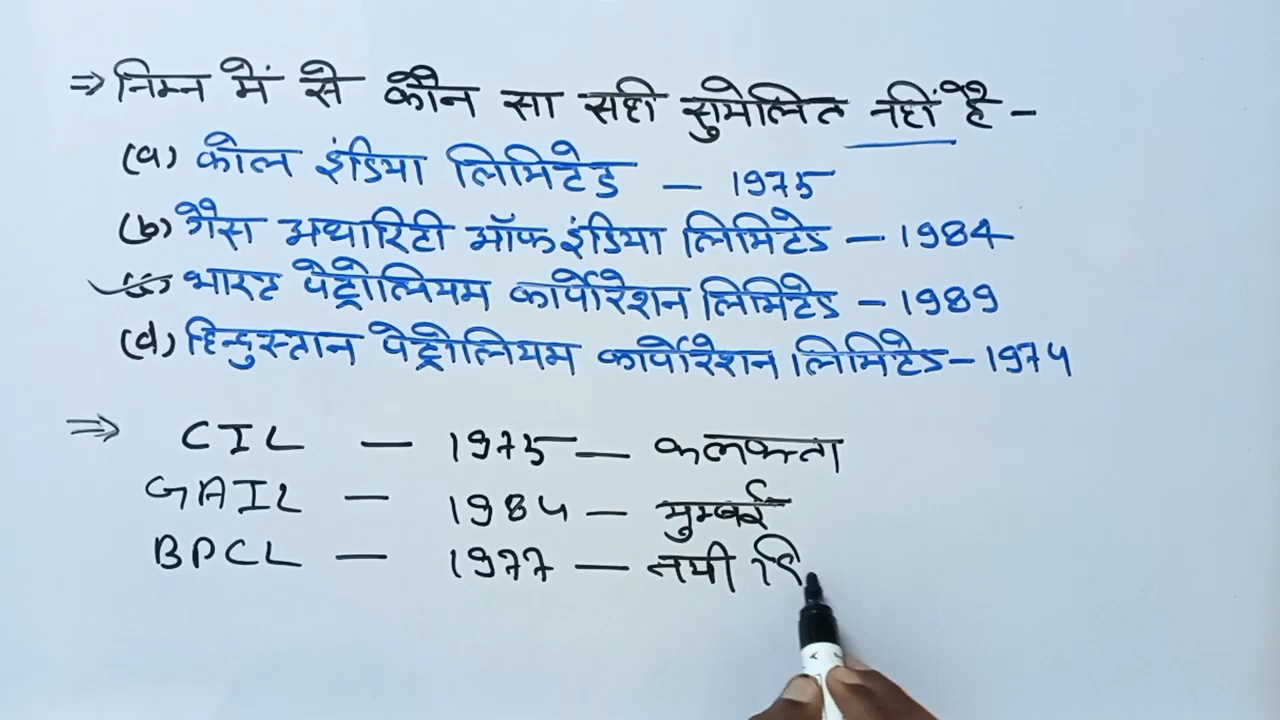 ⇒ निम्न में से कौन सा सही सुमेलित नहीं है –
(a) कोल इंडिया लिमिटेड – 1975
(b) गैस अथारिटी ऑफ इंडिया लिमिटेड – 1984
भारत पेट्रोलियम कार्पोरेशन लिमिटेड – 1989
(d) हिन्दुस्तान पेट्रोलियम कार्पोरेशन लिमिटेड – 1974
⇒ CIL – 1975 – कलकत्ता
GAIL – 1984 – मुम्बई
BPCL – 1977 – नयी